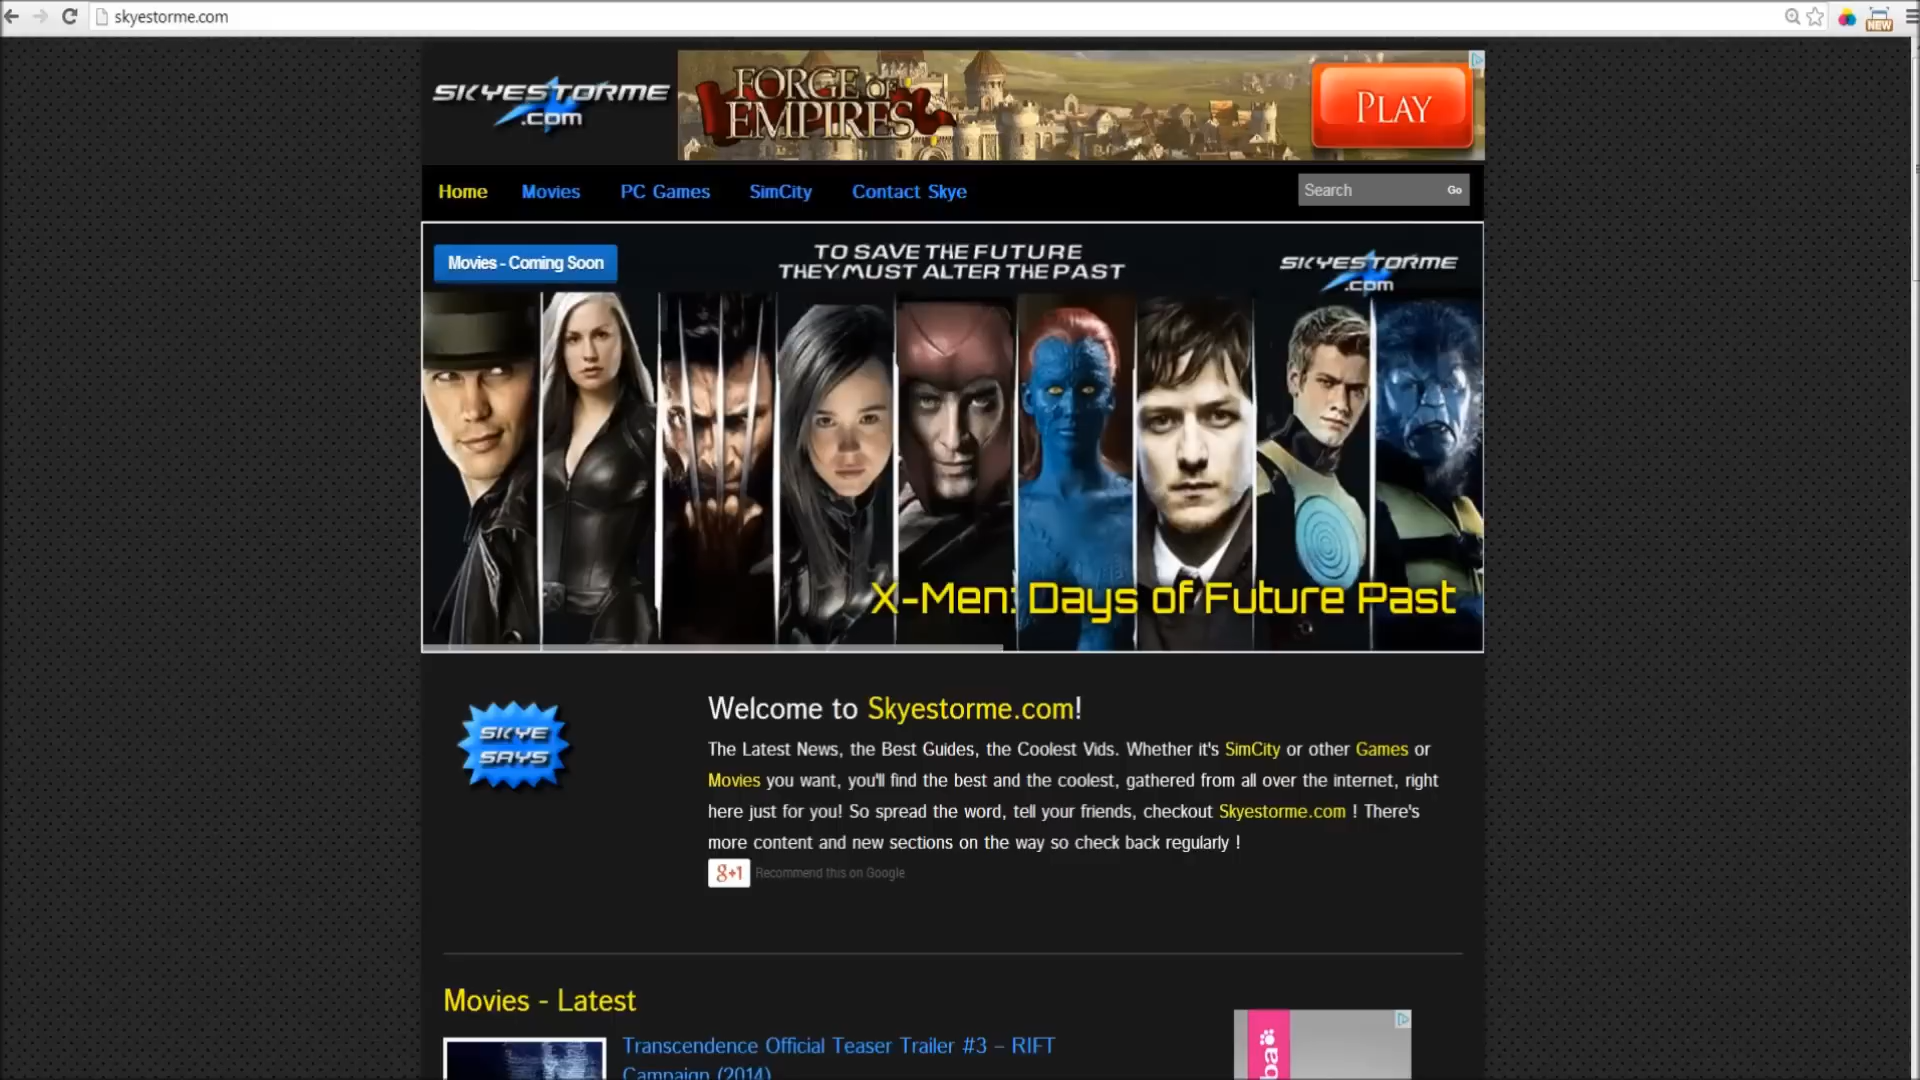 skyestorme.com
NEW
SKYESTORME
.COM
FORGE OF
EMPIRES
PLAY
Home Movies PC Games SimCity Contact Skye
Search Go
Movies - Coming Soon
TO SAVE THE FUTURE
THEY MUST ALTER THE PAST
SKYESTORME
.COM
X-Men: Days of Future Past
SKYE
SAYS
Welcome to Skyestorme.com!
The Latest News, the Best Guides, the Coolest Vids. Whether it's SimCity or other Games or
Movies you want, you'll find the best and the coolest, gathered from all over the internet, right
here just for you! So spread the word, tell your friends, checkout Skyestorme.com ! There's
more content and new sections on the way so check back regularly !
g+1 Recommend this on Google
Movies - Latest
Transcendence Official Teaser Trailer #3 – RIFT
Campaign (2014)